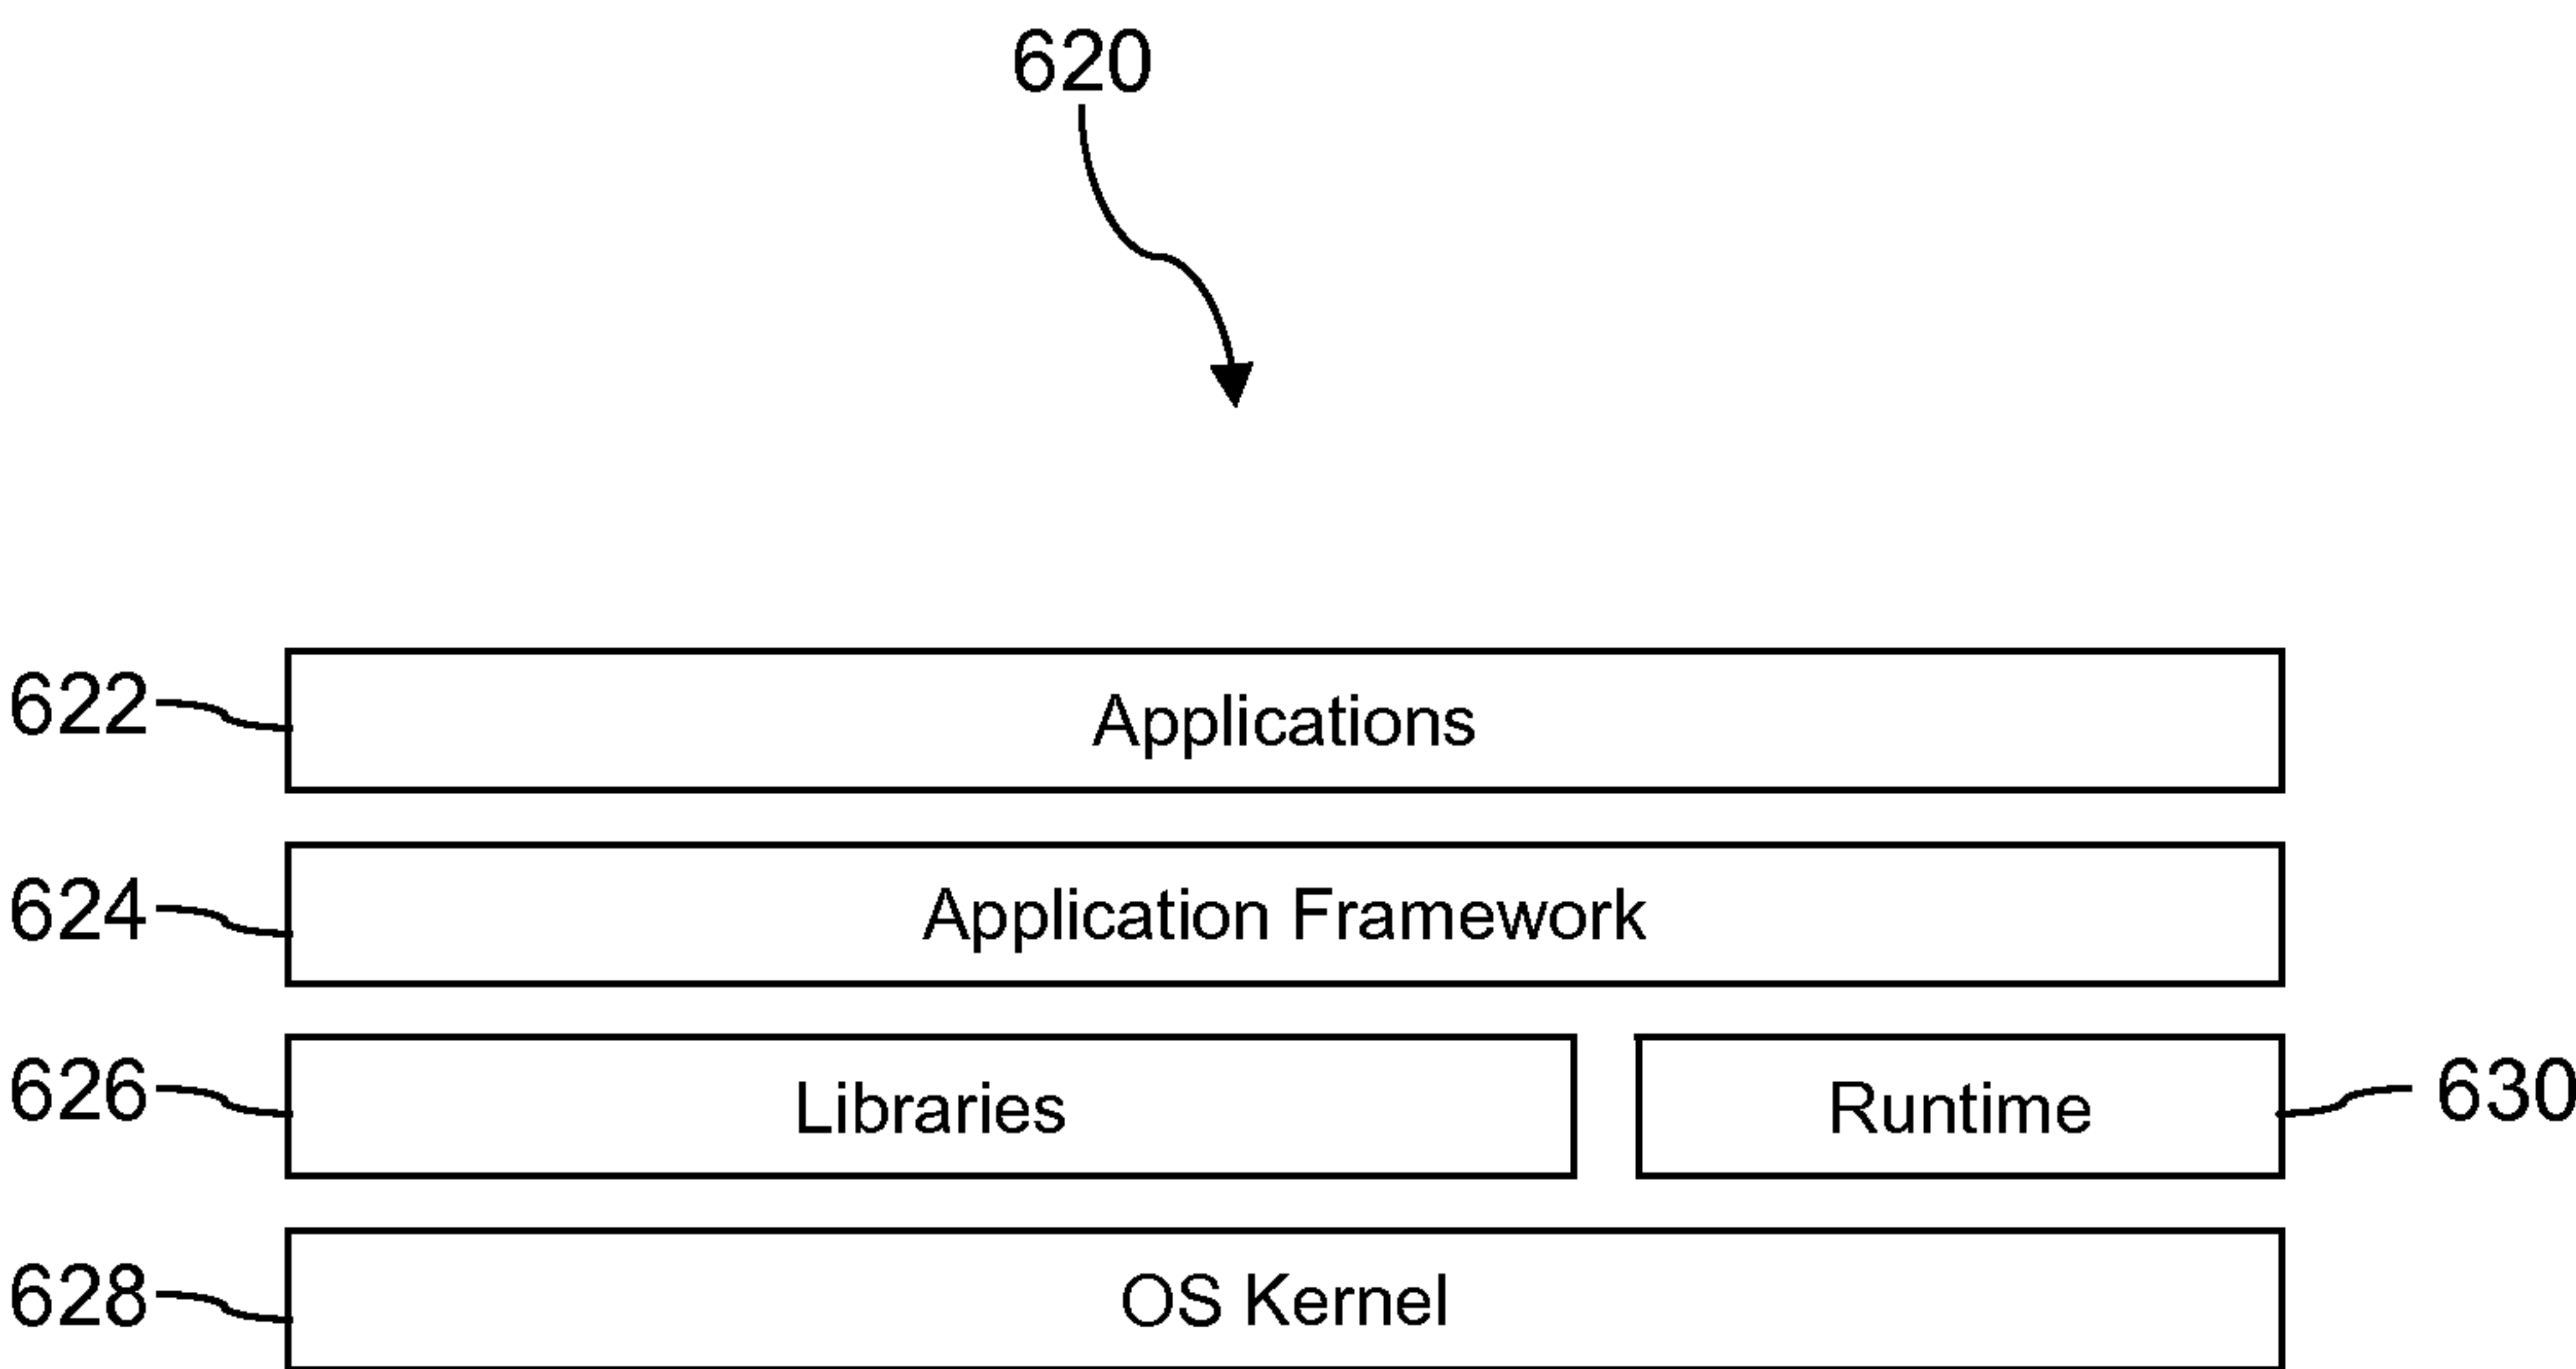 620
622 Applications
624 Application Framework
626 Libraries Runtime 630
628 OS Kernel